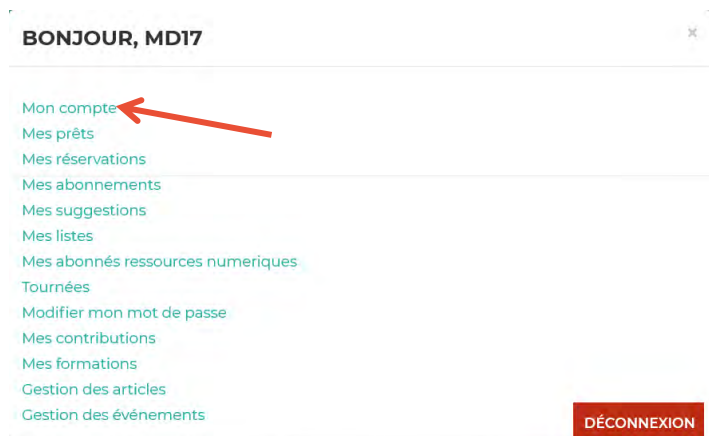 BONJOUR, MD17
×
Mon compte
Mes prêts
Mes réservations
Mes abonnements
Mes suggestions
Mes listes
Mes abonnés ressources numeriques
Tournées
Modifier mon mot de passe
Mes contributions
Mes formations
Gestion des articles
Gestion des événements
DÉCONNEXION